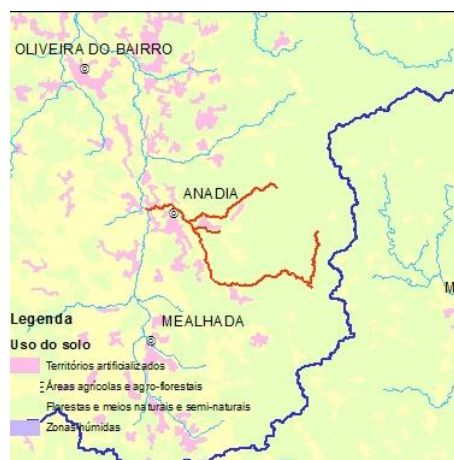 OLIVEIRA DO BAIRRO
ANADIA
M
Legenda
MEALHADA
Uso do solo
Territórios artificializados
Áreas agrícolas e agro-florestais
Florestas e meios naturais e semi-naturais
Zonas húmidas